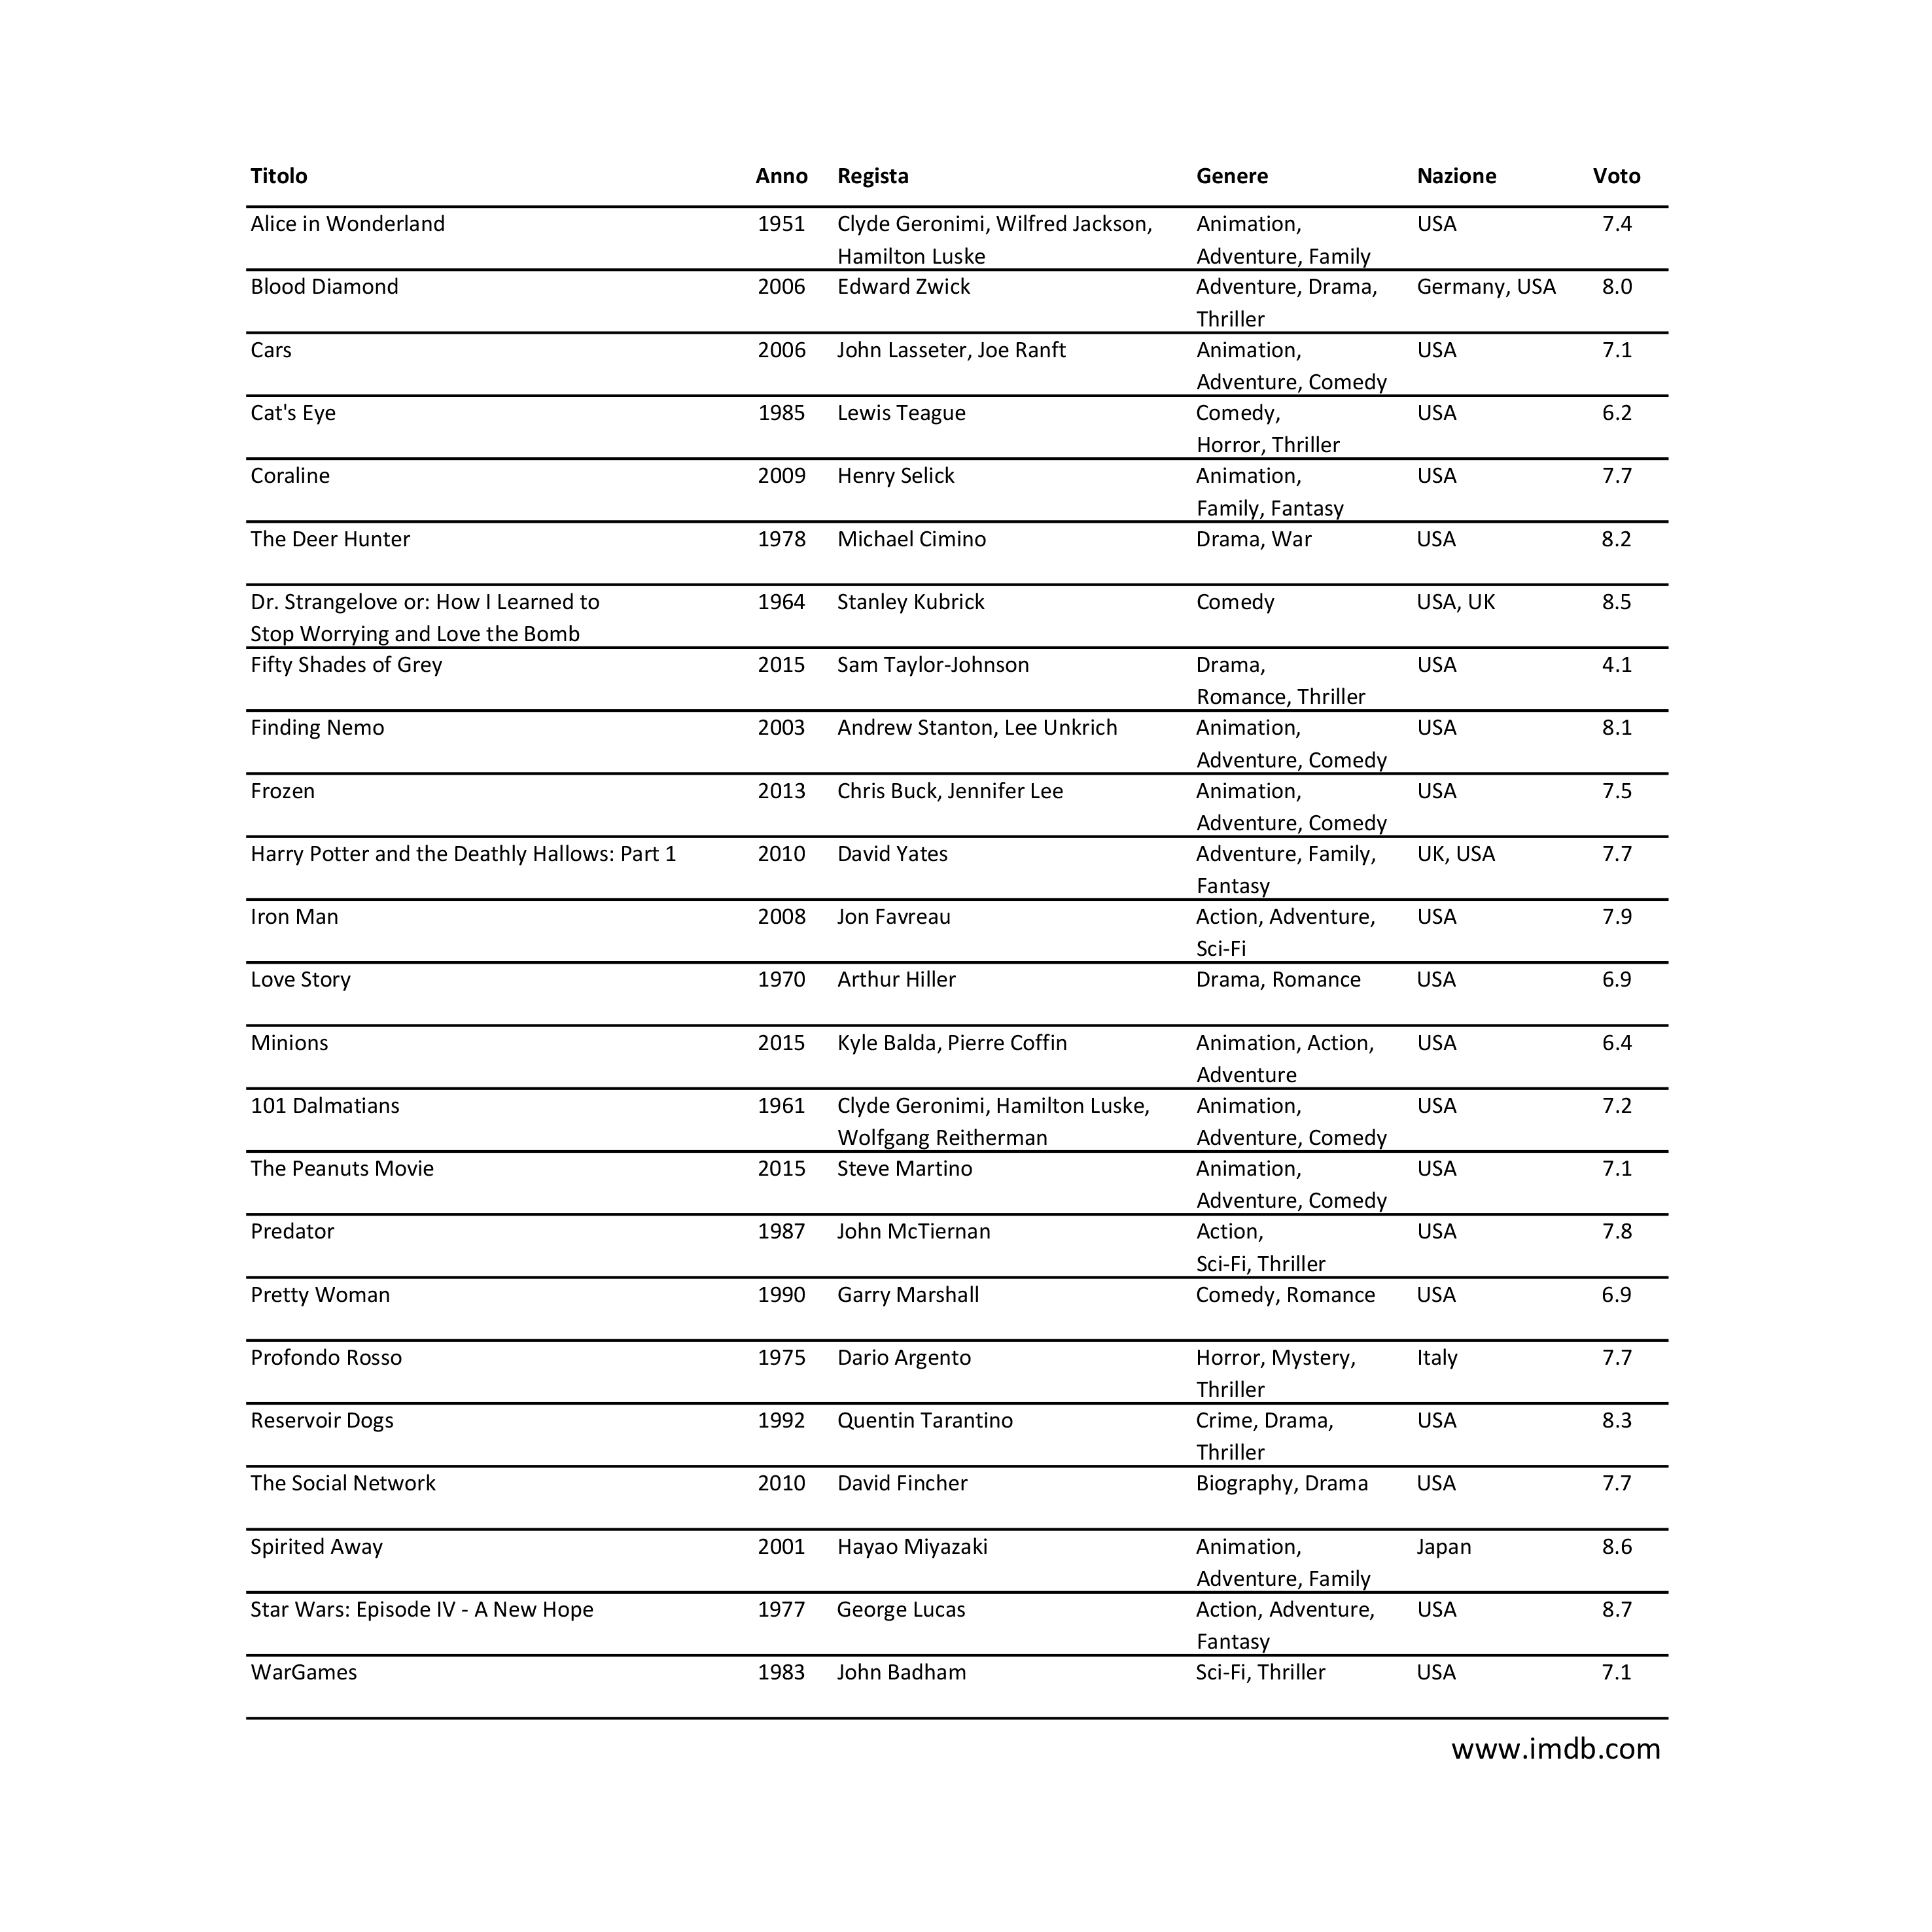 Titolo Anno Regista Genere Nazione Voto
Alice in Wonderland 1951 Clyde Geronimi, Wilfred Jackson, Animation, USA 7.4
Hamilton Luske Adventure, Family
Blood Diamond 2006 Edward Zwick Adventure, Drama, Germany, USA 8.0
Thriller
Cars 2006 John Lasseter, Joe Ranft Animation, USA 7.1
Adventure, Comedy
Cat's Eye 1985 Lewis Teague Comedy, USA 6.2
Horror, Thriller
Coraline 2009 Henry Selick Animation, USA 7.7
Family, Fantasy
The Deer Hunter 1978 Michael Cimino Drama, War USA 8.2
Dr. Strangelove or: How I Learned to 1964 Stanley Kubrick Comedy USA, UK 8.5
Stop Worrying and Love the Bomb
Fifty Shades of Grey 2015 Sam Taylor-Johnson Drama, USA 4.1
Romance, Thriller
Finding Nemo 2003 Andrew Stanton, Lee Unkrich Animation, USA 8.1
Adventure, Comedy
Frozen 2013 Chris Buck, Jennifer Lee Animation, USA 7.5
Adventure, Comedy
Harry Potter and the Deathly Hallows: Part 1 2010 David Yates Adventure, Family, UK, USA 7.7
Fantasy
Iron Man 2008 Jon Favreau Action, Adventure, USA 7.9
Sci-Fi
Love Story 1970 Arthur Hiller Drama, Romance USA 6.9
Minions 2015 Kyle Balda, Pierre Coffin Animation, Action, USA 6.4
Adventure
101 Dalmatians 1961 Clyde Geronimi, Hamilton Luske, Animation, USA 7.2
Wolfgang Reitherman Adventure, Comedy
The Peanuts Movie 2015 Steve Martino Animation, USA 7.1
Adventure, Comedy
Predator 1987 John McTiernan Action, USA 7.8
Sci-Fi, Thriller
Pretty Woman 1990 Garry Marshall Comedy, Romance USA 6.9
Profondo Rosso 1975 Dario Argento Horror, Mystery, Italy 7.7
Thriller
Reservoir Dogs 1992 Quentin Tarantino Crime, Drama, USA 8.3
Thriller
The Social Network 2010 David Fincher Biography, Drama USA 7.7
Spirited Away 2001 Hayao Miyazaki Animation, Japan 8.6
Adventure, Family
Star Wars: Episode IV - A New Hope 1977 George Lucas Action, Adventure, USA 8.7
Fantasy
WarGames 1983 John Badham Sci-Fi, Thriller USA 7.1
www.imdb.com